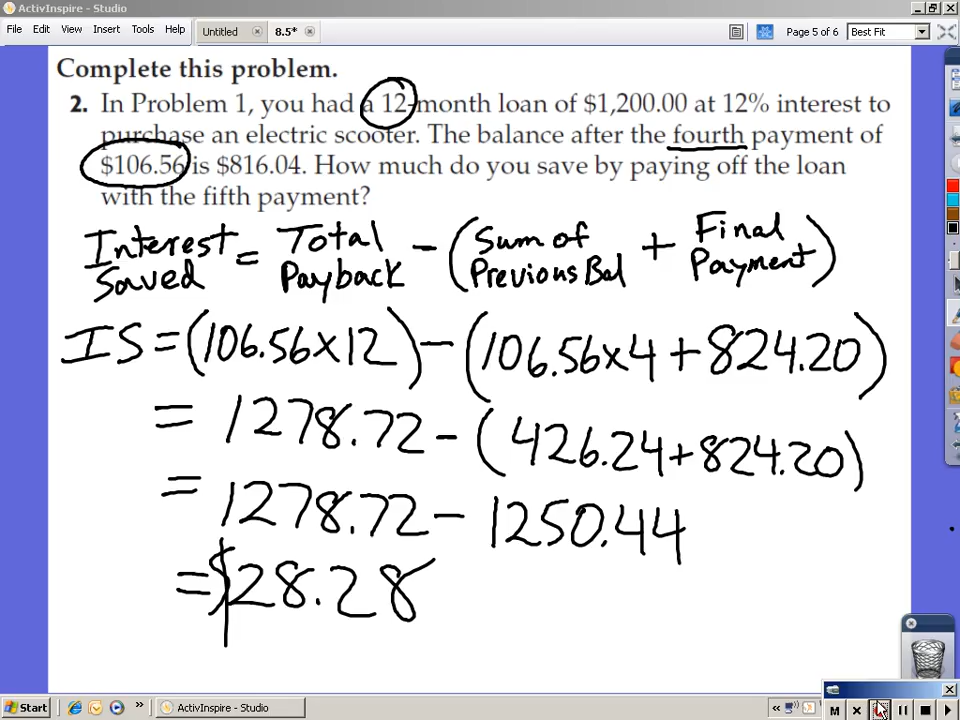 ActivInspire - Studio
File Edit View Insert Tools Help Untitled 8.5* Page 5 of 6 Best Fit
Complete this problem.
2. In Problem 1, you had a 12-month loan of $1,200.00 at 12% interest to
purchase an electric scooter. The balance after the fourth payment of
$106.56 is $816.04. How much do you save by paying off the loan
with the fifth payment?
Interest Saved = Total Payback - (Sum of Previous Bal + Final Payment)
IS = (106.56x12) - (106.56x4 + 824.20)
= 1278.72 - (426.24+824.20)
= 1278.72 - 1250.44
= $28.28
M
Start » ActivInspire - Studio «